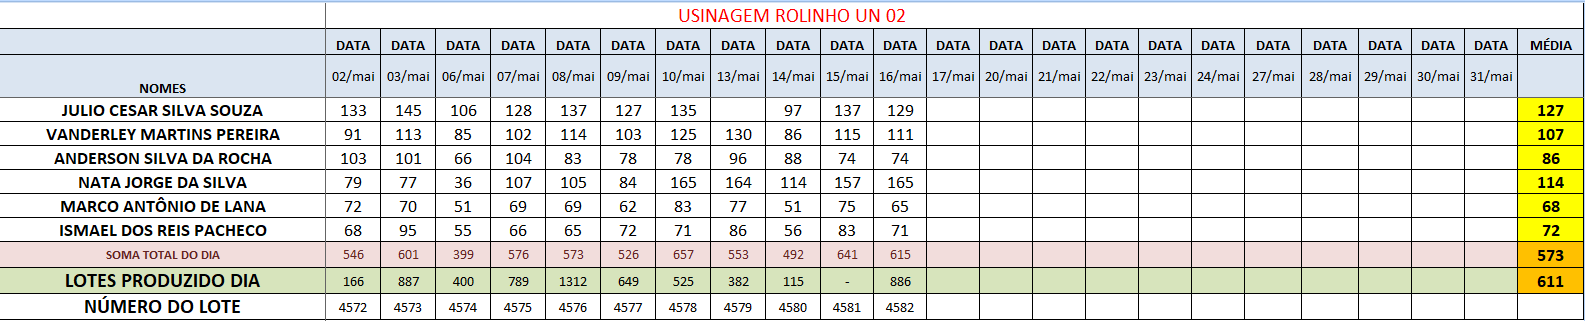 USINAGEM ROLINHO UN 02
DATA DATA DATA DATA DATA DATA DATA DATA DATA DATA DATA DATA DATA DATA DATA DATA DATA DATA DATA DATA DATA DATA MÉDIA
NOMES 02/mai 03/mai 06/mai 07/mai 08/mai 09/mai 10/mai 13/mai 14/mai 15/mai 16/mai 17/mai 20/mai 21/mai 22/mai 23/mai 24/mai 27/mai 28/mai 29/mai 30/mai 31/mai
JULIO CESAR SILVA SOUZA 133 145 106 128 137 127 135 97 137 129 127
VANDERLEY MARTINS PEREIRA 91 113 85 102 114 103 125 130 86 115 111 107
ANDERSON SILVA DA ROCHA 103 101 66 104 83 78 78 96 88 74 74 86
NATA JORGE DA SILVA 79 77 36 107 105 84 165 164 114 157 165 114
MARCO ANTÔNIO DE LANA 72 70 51 69 69 62 83 77 51 75 65 68
ISMAEL DOS REIS PACHECO 68 95 55 66 65 72 71 86 56 83 71 72
SOMA TOTAL DO DIA 546 601 399 576 573 526 657 553 492 641 615 573
LOTES PRODUZIDO DIA 166 887 400 789 1312 649 525 382 115 - 886 611
NÚMERO DO LOTE 4572 4573 4574 4575 4576 4577 4578 4579 4580 4581 4582